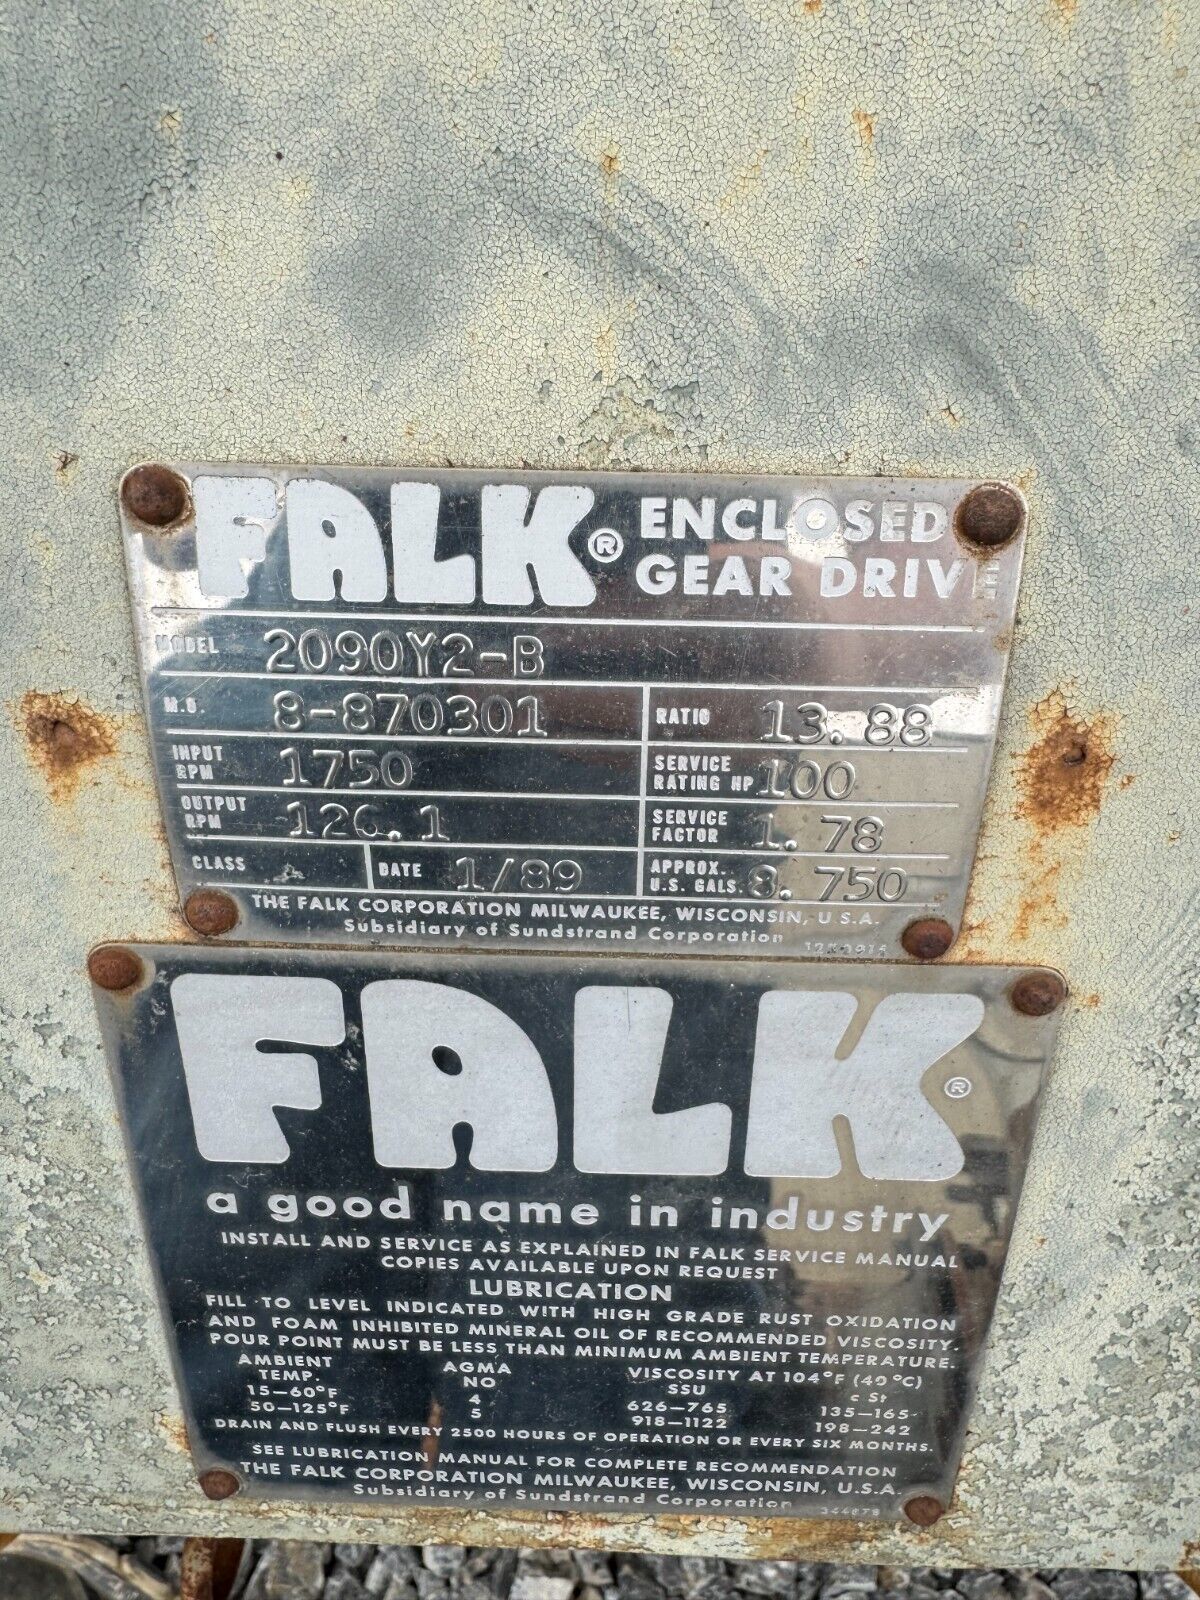 FALK® ENCLOSED
GEAR DRIVE
MODEL 2090Y2-B
M.O. 8-870301 RATIO 13.88
INPUT RPM 1750 SERVICE RATING HP 100
OUTPUT RPM 126.1 SERVICE FACTOR 1.78
CLASS DATE 1/89 APPROX. U.S. GALS. 8.750
THE FALK CORPORATION MILWAUKEE, WISCONSIN, U.S.A.
Subsidiary of Sundstrand Corporation
FALK®
a good name in industry
INSTALL AND SERVICE AS EXPLAINED IN FALK SERVICE MANUAL
COPIES AVAILABLE UPON REQUEST
LUBRICATION
FILL TO LEVEL INDICATED WITH HIGH GRADE RUST OXIDATION
AND FOAM INHIBITED MINERAL OIL OF RECOMMENDED VISCOSITY.
POUR POINT MUST BE LESS THAN MINIMUM AMBIENT TEMPERATURE.
AMBIENT AGMA VISCOSITY AT 104°F (40°C)
TEMP. NO SSU c St
15-60°F 4 626-765 135-165
50-125°F 5 918-1122 198-242
DRAIN AND FLUSH EVERY 2500 HOURS OF OPERATION OR EVERY SIX MONTHS.
SEE LUBRICATION MANUAL FOR COMPLETE RECOMMENDATION
THE FALK CORPORATION MILWAUKEE, WISCONSIN, U.S.A.
Subsidiary of Sundstrand Corporation
344878